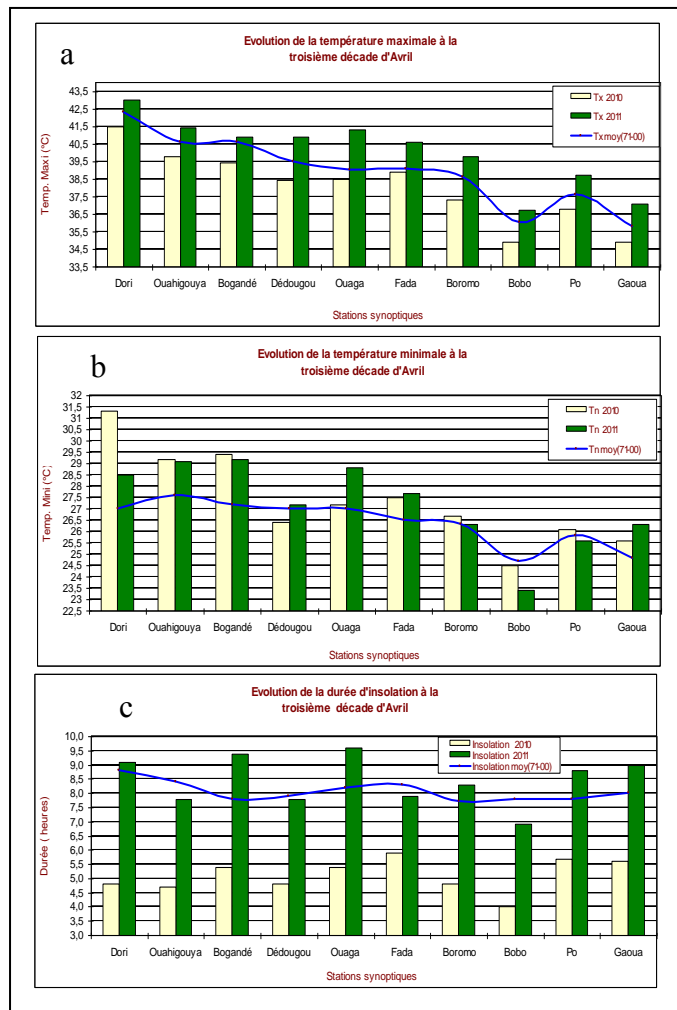 a
Evolution de la température maximale à la
troisième décade d'Avril
Temp. Maxi (°C)
43,5
42,5
41,5
40,5
39,5
38,5
37,5
36,5
35,5
34,5
33,5
Tx 2010
Tx 2011
Tx moy(71-00)
Dori Ouahigouya Bogandé Dédougou Ouaga Fada Boromo Bobo Po Gaoua
Stations synoptiques
b
Evolution de la température minimale à la
troisième décade d'Avril
Temp. Mini (°C)
32
31,5
31
30,5
30
29,5
29
28,5
28
27,5
27
26,5
26
25,5
25
24,5
24
23,5
23
22,5
Tn 2010
Tn 2011
Tn moy(71-00)
Dori Ouahigouya Bogandé Dédougou Ouaga Fada Boromo Bobo Po Gaoua
Stations synoptiques
c
Evolution de la durée d'insolation à la
troisième décade d'Avril
Durée ( heures)
10,0
9,5
9,0
8,5
8,0
7,5
7,0
6,5
6,0
5,5
5,0
4,5
4,0
3,5
3,0
Insolation 2010
Insolation 2011
Insolation moy(71-00)
Dori Ouahigouya Bogandé Dédougou Ouaga Fada Boromo Bobo Po Gaoua
Stations synoptiques